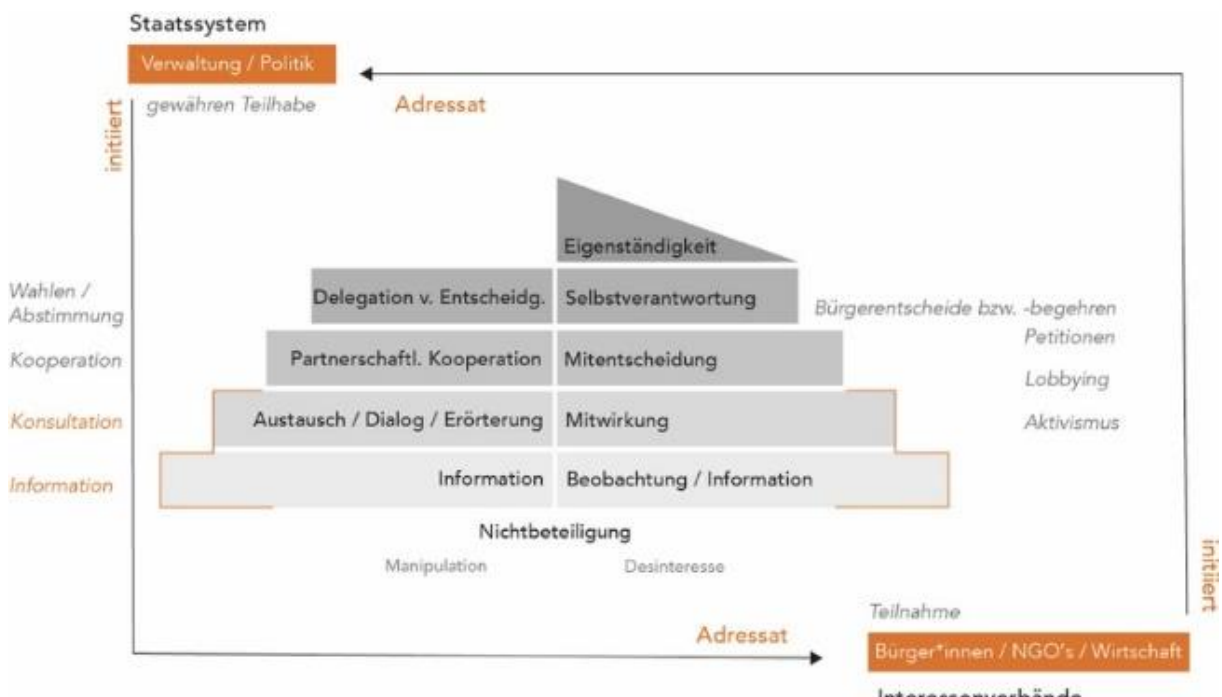 Staatssystem
Verwaltung / Politik
gewähren Teilhabe
Adressat
initiiert
Eigenständigkeit
Wahlen /
Abstimmung
Delegation v. Entscheidg.
Selbstverantwortung
Bürgerentscheide bzw. -begehren
Petitionen
Kooperation
Partnerschaftl. Kooperation
Mitentscheidung
Lobbying
Konsultation
Austausch / Dialog / Erörterung
Mitwirkung
Aktivismus
Information
Information
Beobachtung / Information
Nichtbeteiligung
Manipulation
Desinteresse
initiiert
Teilnahme
Adressat
Bürger*innen / NGO's / Wirtschaft
Interessenverbände